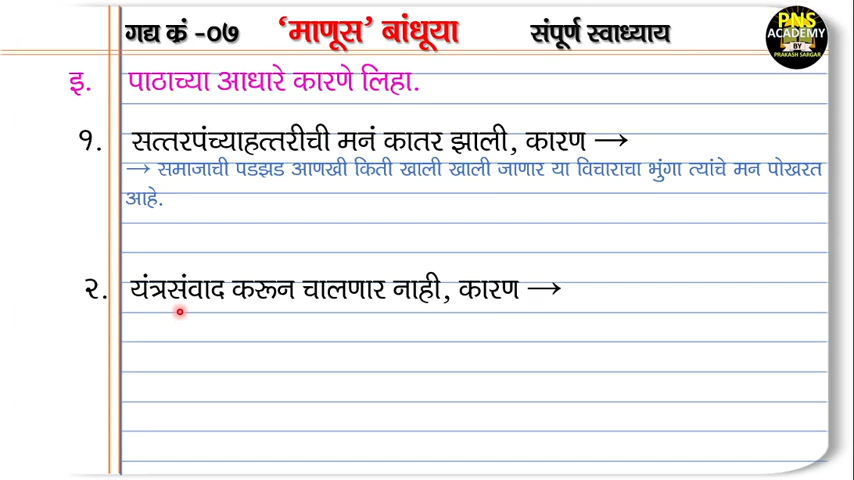 गद्य क्रं -०७ ‘माणूस’ बांधूया संपूर्ण स्वाध्याय
PNS
ACADEMY
BY
PRAKASH SARGAR
इ. पाठाच्या आधारे कारणे लिहा.
१. सत्तरपंच्याहत्तरीची मनं कातर झाली, कारण →
→ समाजाची पडझड आणखी किती खाली खाली जाणार या विचाराचा भुंगा त्यांचे मन पोखरत
आहे.
२. यंत्रसंवाद करून चालणार नाही, कारण →